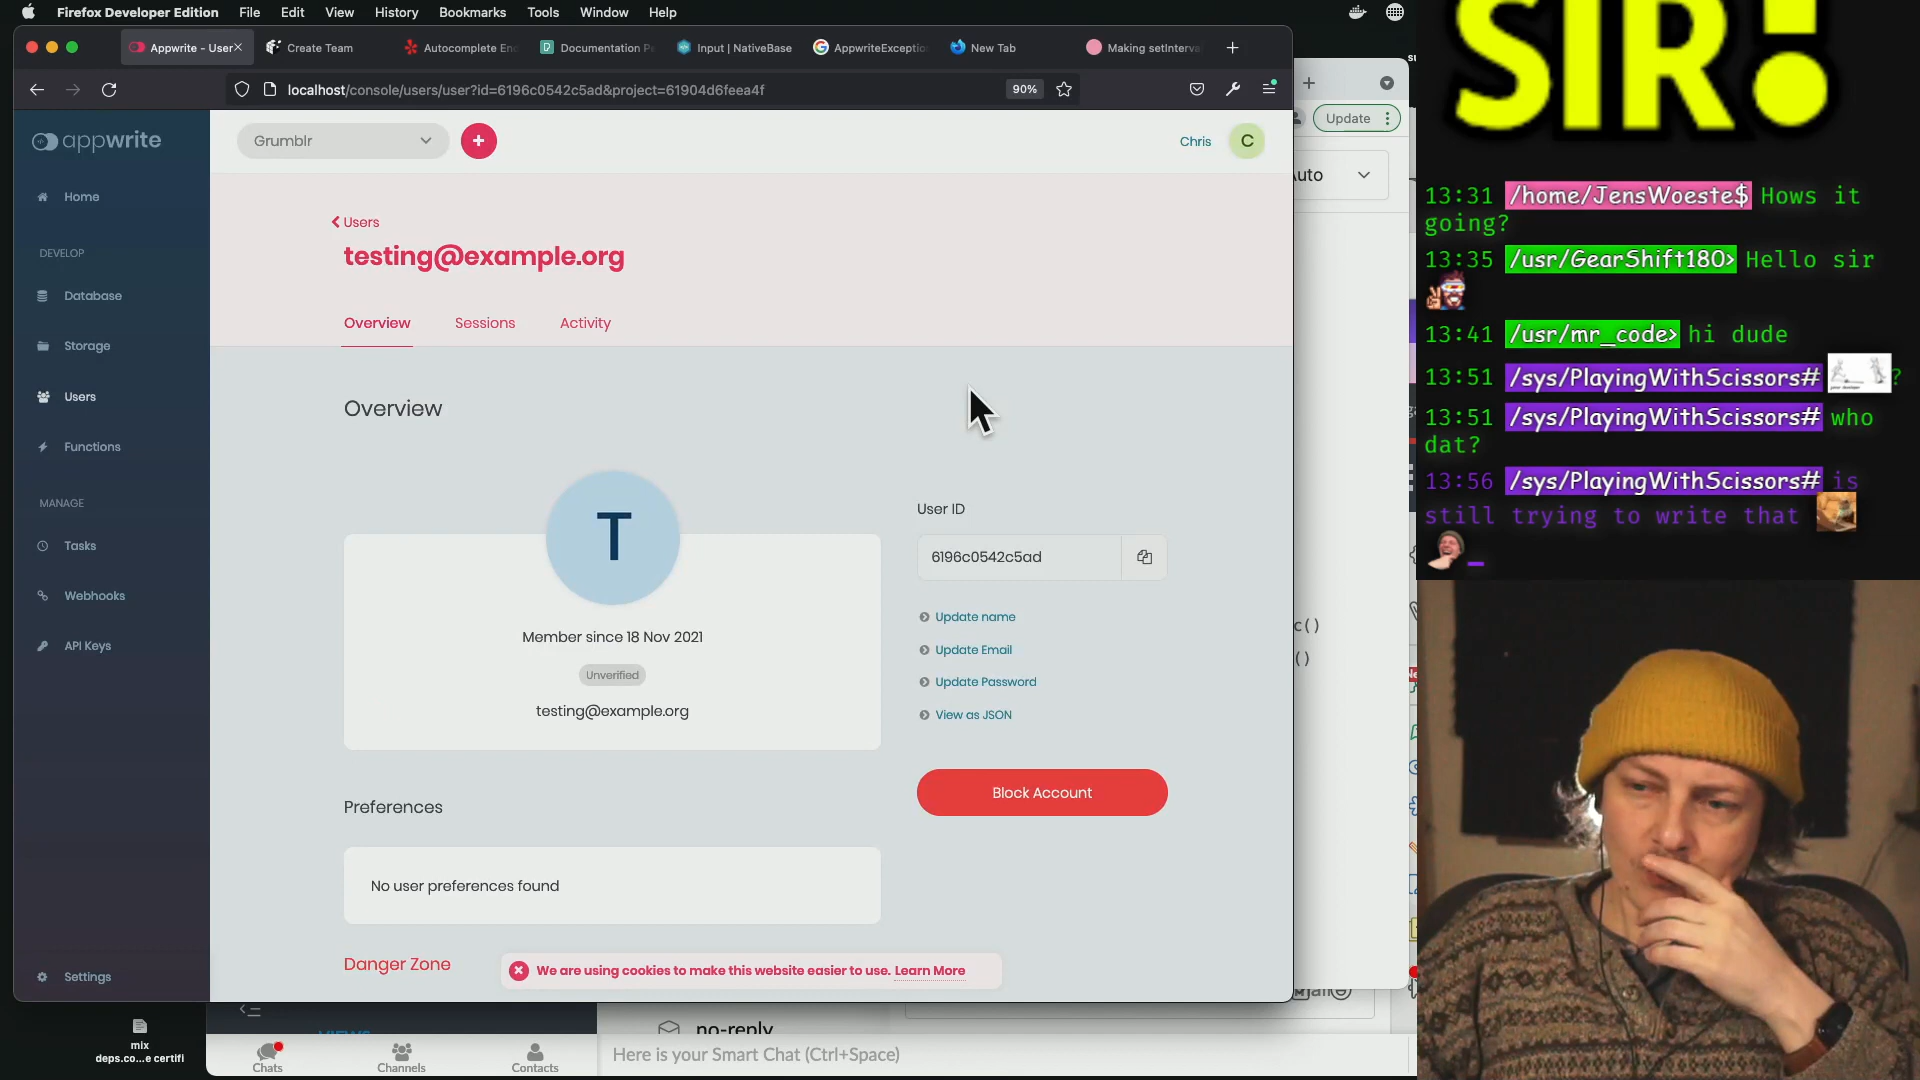 Firefox Developer Edition File Edit View History Bookmarks Tools Window Help
Appwrite - User Create Team Autocomplete En Documentation P Input | NativeBase AppwriteExceptio New Tab Making setInterva
localhost/console/users/user?id=6196c0542c5ad&project=61904d6feea4f 90%
Update
appwrite
Grumblr
Chris C
Auto
Home
DEVELOP
Database
Storage
Users
Functions
MANAGE
Tasks
Webhooks
API Keys
Settings
Users
testing@example.org
Overview Sessions Activity
Overview
T
Member since 18 Nov 2021
Unverified
testing@example.org
User ID
6196c0542c5ad
Update name
Update Email
Update Password
View as JSON
Block Account
Preferences
No user preferences found
Danger Zone
We are using cookies to make this website easier to use. Learn More
c()
()
mix
deps.co...e certifi
VIEWS
no-reply
Chats Channels Contacts
Here is your Smart Chat (Ctrl+Space)
SIR!
13:31 /home/JensWoeste$ Hows it
going?
13:35 /usr/GearShift180> Hello sir
13:41 /usr/mr_code> hi dude
13:51 /sys/PlayingWithScissors# ?
13:51 /sys/PlayingWithScissors# who
dat?
13:56 /sys/PlayingWithScissors# is
still trying to write that